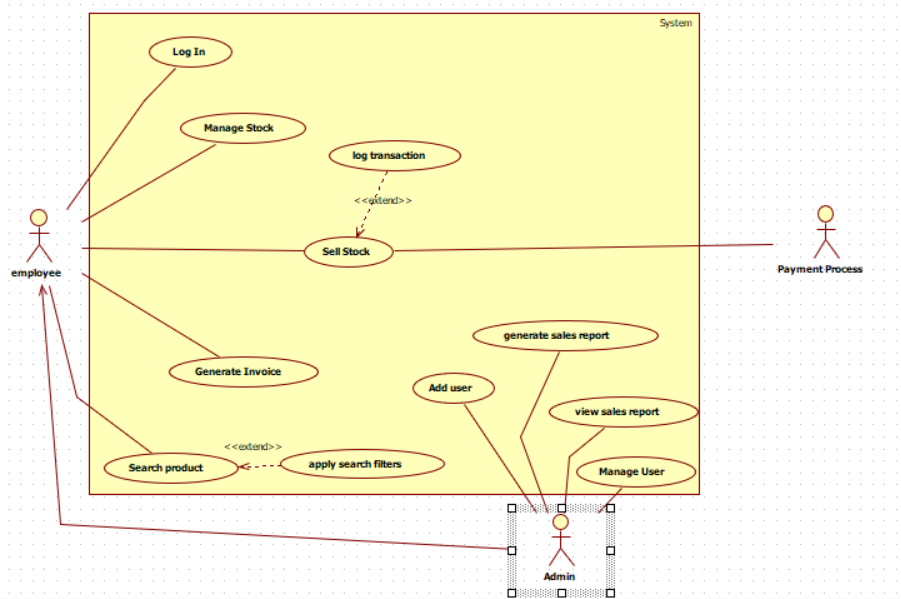 System
Log In
Manage Stock
log transaction
<<extend>>
Sell Stock
employee
Payment Process
generate sales report
Generate Invoice
Add user
view sales report
<<extend>>
Search product
apply search filters
Manage User
Admin